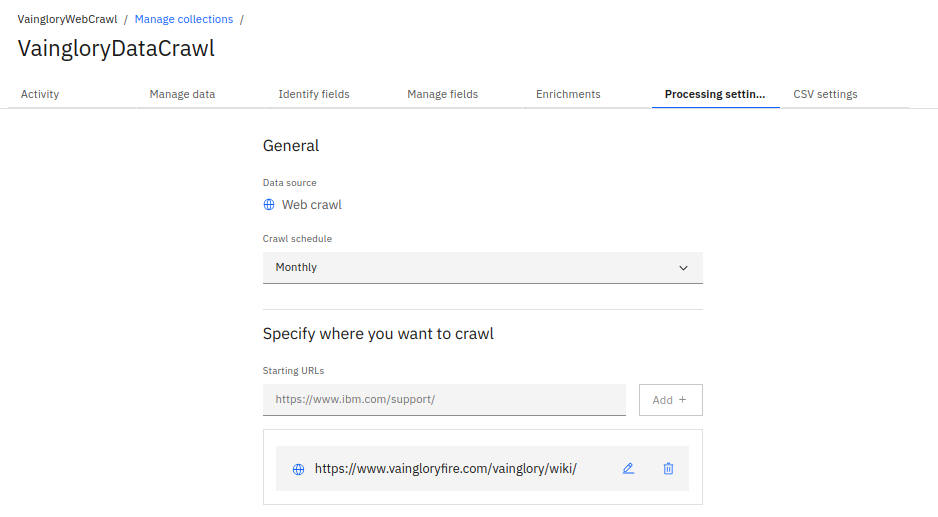 VaingloryWebCrawl / Manage collections /
VaingloryDataCrawl
Activity Manage data Identify fields Manage fields Enrichments Processing settin... CSV settings
General
Data source
Web crawl
Crawl schedule
Monthly
Specify where you want to crawl
Starting URLs
https://www.ibm.com/support/ Add +
https://www.vaingloryfire.com/vainglory/wiki/